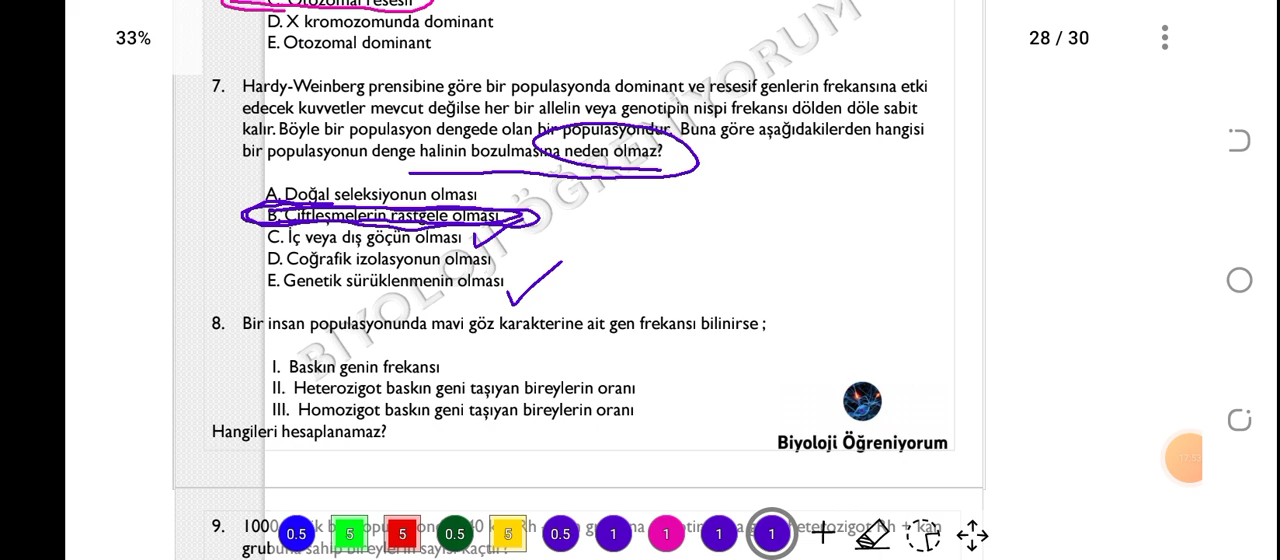 33%
28 / 30
D. X kromozomunda dominant
E. Otozomal dominant
7. Hardy-Weinberg prensibine göre bir populasyonda dominant ve resesif genlerin frekansına etki
edecek kuvvetler mevcut değilse her bir allelin veya genotipin nispi frekansı dölden döle sabit
kalır. Böyle bir populasyon dengede olan bir populasyondur. Buna göre aşağıdakilerden hangisi
bir populasyonun denge halinin bozulmasına neden olmaz?
A. Doğal seleksiyonun olması
B. Çiftleşmelerin rastgele olması
C. İç veya dış göçün olması
D. Coğrafik izolasyonun olması
E. Genetik sürüklenmenin olması
BİYOLOJİ ÖĞRENİYORUM
8. Bir insan populasyonunda mavi göz karakterine ait gen frekansı bilinirse ;
I. Baskın genin frekansı
II. Heterozigot baskın geni taşıyan bireylerin oranı
III. Homozigot baskın geni taşıyan bireylerin oranı
Hangileri hesaplanamaz?
Biyoloji Öğreniyorum
9. 1000
0.5 5 5 0.5 5 0.5 1 1 1 1